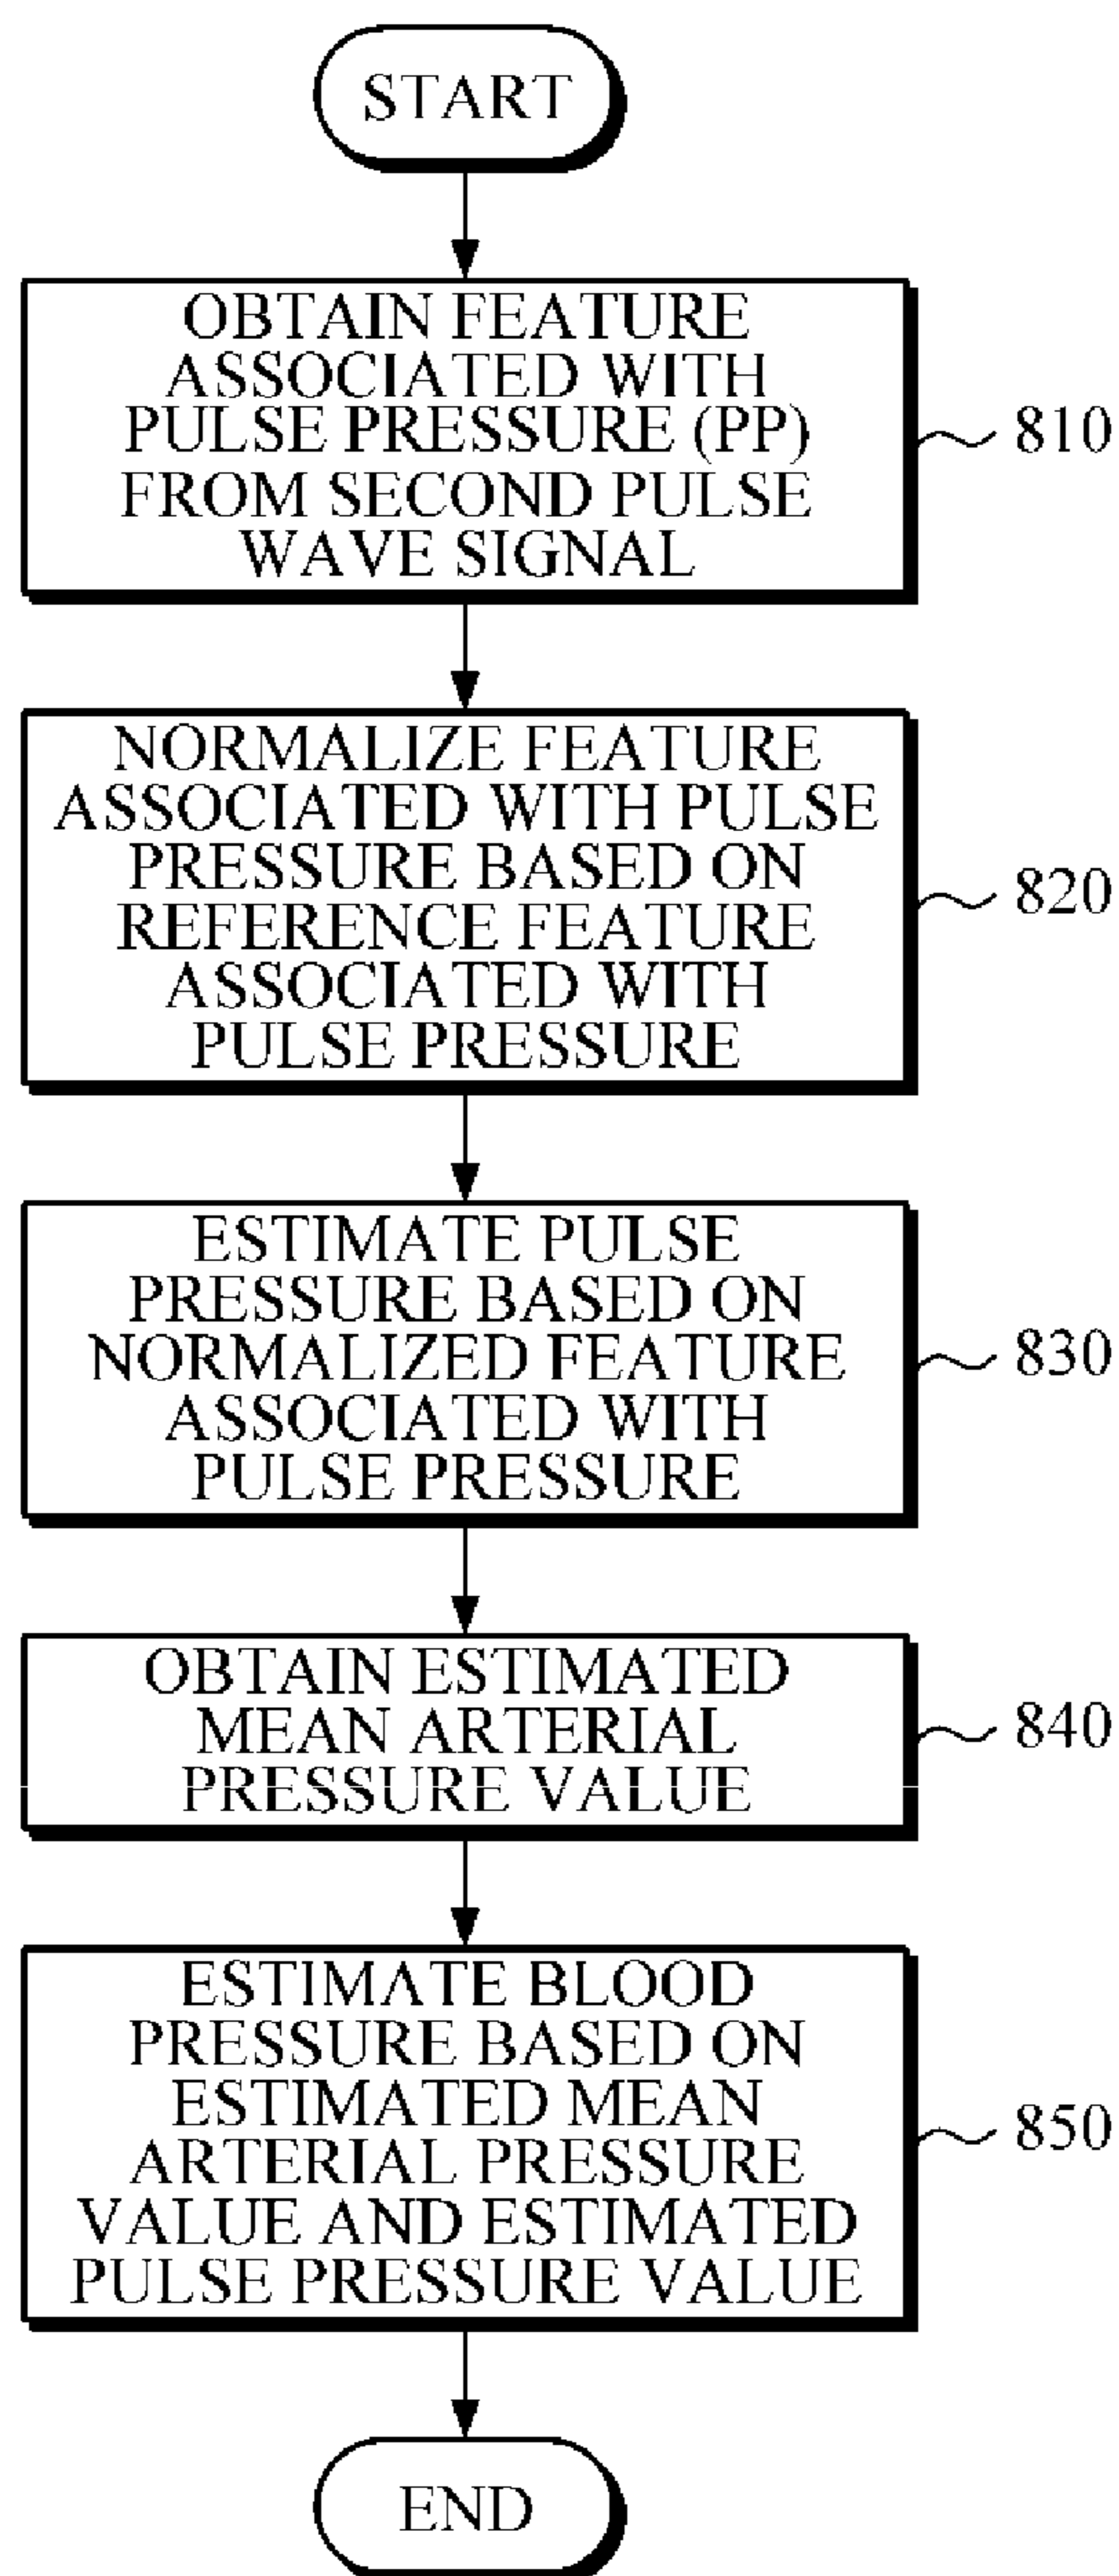 START
OBTAIN FEATURE
ASSOCIATED WITH
PULSE PRESSURE (PP)
FROM SECOND PULSE
WAVE SIGNAL
810
NORMALIZE FEATURE
ASSOCIATED WITH PULSE
PRESSURE BASED ON
REFERENCE FEATURE
ASSOCIATED WITH
PULSE PRESSURE
820
ESTIMATE PULSE
PRESSURE BASED ON
NORMALIZED FEATURE
ASSOCIATED WITH
PULSE PRESSURE
830
OBTAIN ESTIMATED
MEAN ARTERIAL
PRESSURE VALUE
840
ESTIMATE BLOOD
PRESSURE BASED ON
ESTIMATED MEAN
ARTERIAL PRESSURE
VALUE AND ESTIMATED
PULSE PRESSURE VALUE
850
END